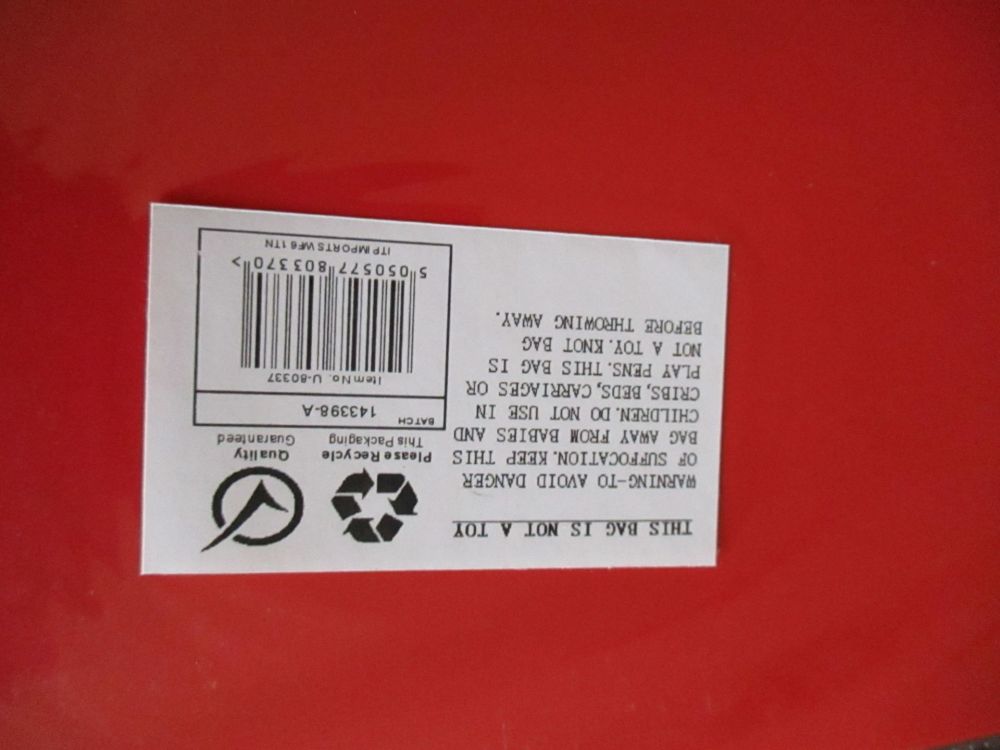 THIS BAG IS NOT A TOY
WARNING-TO AVOID DANGER
OF SUFFOCATION. KEEP THIS
BAG AWAY FROM BABIES AND
CHILDREN. DO NOT USE IN
CRIBS, BEDS, CARRIAGES OR
PLAY PENS. THIS BAG IS
NOT A TOY. KNOT BAG
BEFORE THROWING AWAY.
Please Recycle
This Packaging
Quality
Guaranteed
BATCH
143398-A
Item No. U-80337
5 050577 803370 >
ITP IMPORTS WF6 1TN